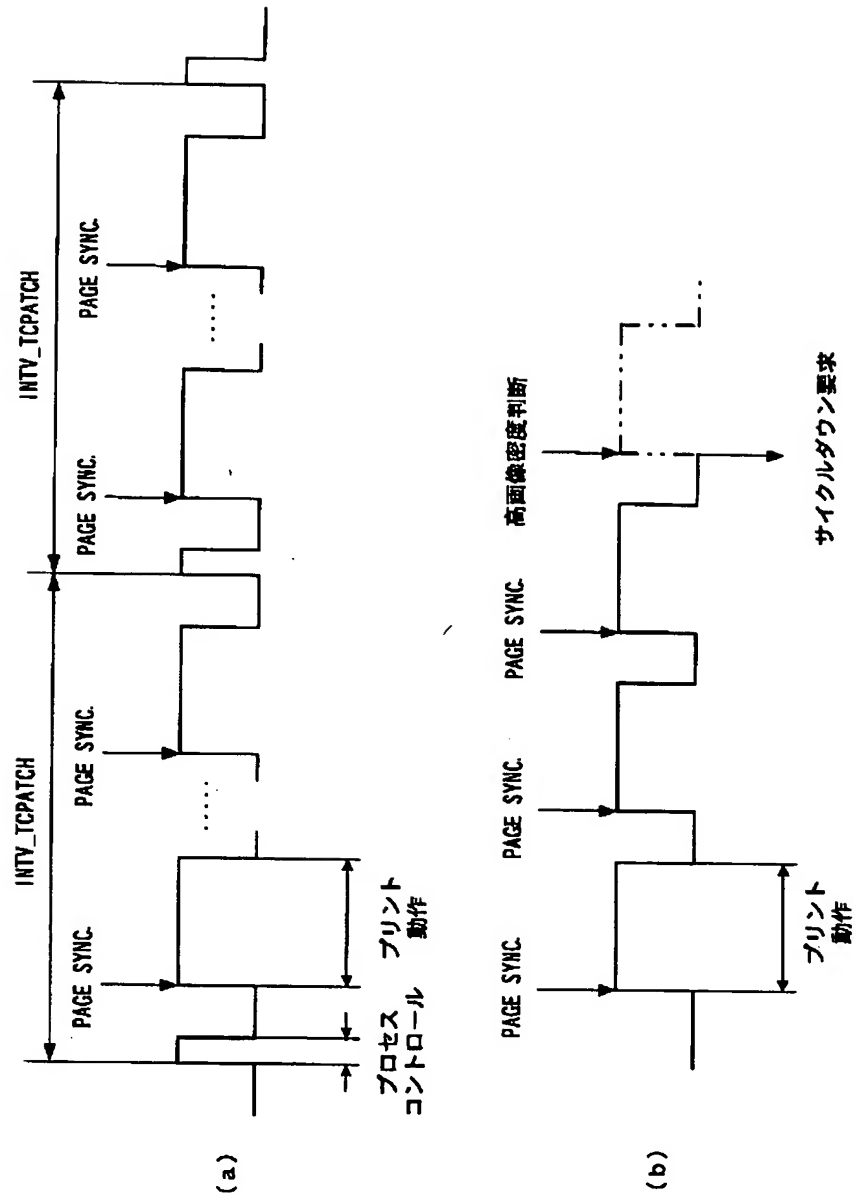 (a)
INTV_TCPATCH
INTV_TCPATCH
PAGE SYNC.
PAGE SYNC.
PAGE SYNC.
PAGE SYNC.
プロセス
コントロール
プリント
動作
(b)
PAGE SYNC.
PAGE SYNC.
PAGE SYNC.
高画像密度判断
プリント
動作
サイクルダウン要求